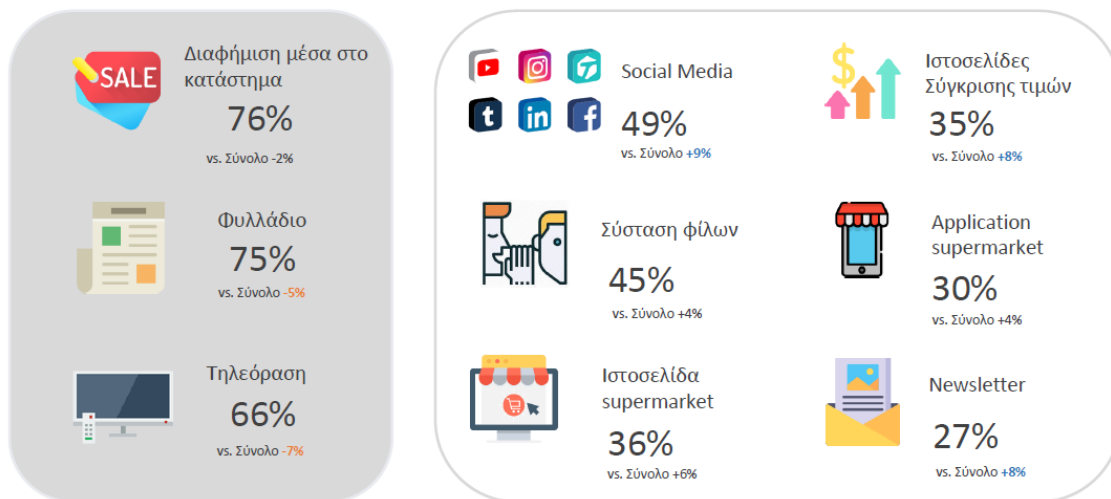 SALE
Διαφήμιση μέσα στο
κατάστημα
76%
vs. Σύνολο -2%
Φυλλάδιο
75%
vs. Σύνολο -5%
Τηλεόραση
66%
vs. Σύνολο -7%
Social Media
49%
vs. Σύνολο +9%
t
in
f
Σύσταση φίλων
45%
vs. Σύνολο +4%
Ιστοσελίδα
supermarket
36%
vs. Σύνολο +6%
$
Ιστοσελίδες
Σύγκρισης τιμών
35%
vs. Σύνολο +8%
Application
supermarket
30%
vs. Σύνολο +4%
Newsletter
27%
vs. Σύνολο +8%